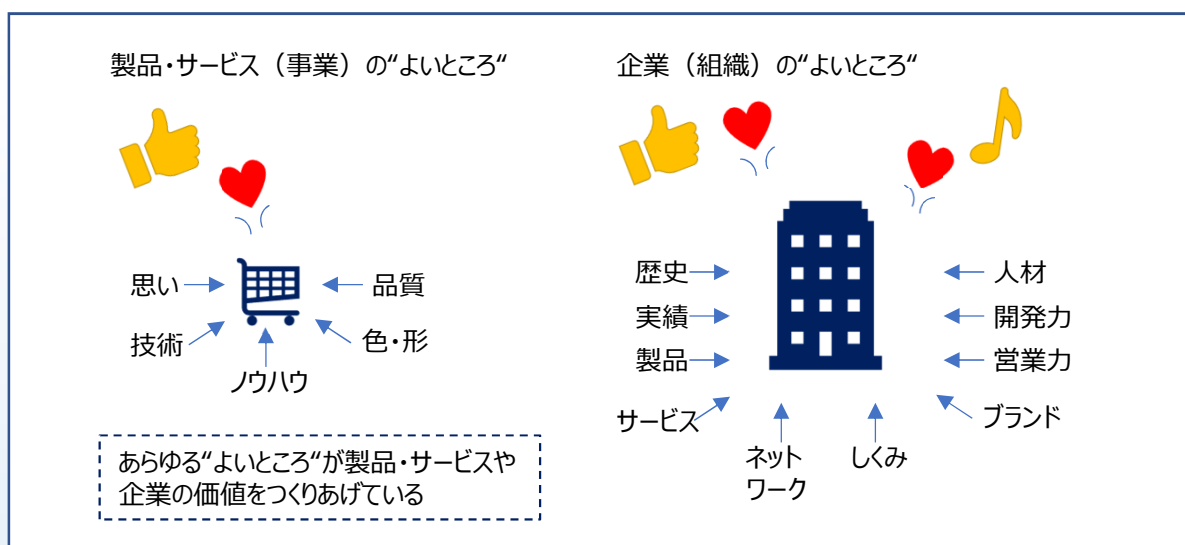 製品・サービス（事業）の“よいところ“
思い
技術
ノウハウ
品質
色・形
あらゆる“よいところ“が製品・サービスや
企業の価値をつくりあげている
企業（組織）の“よいところ“
歴史
実績
製品
サービス
ネット
ワーク
しくみ
人材
開発力
営業力
ブランド